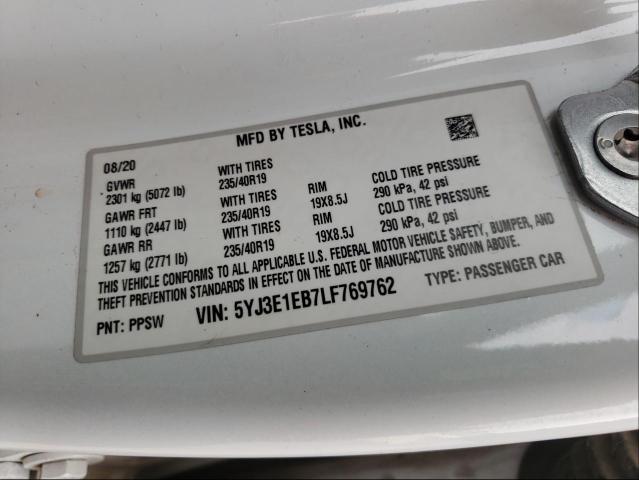 MFD BY TESLA, INC.
08/20
GVWR WITH TIRES COLD TIRE PRESSURE
2301 kg (5072 lb) 235/40R19 RIM 290 kPa, 42 psi
GAWR FRT WITH TIRES 19X8.5J
1110 kg (2447 lb) 235/40R19 RIM COLD TIRE PRESSURE
GAWR RR WITH TIRES 19X8.5J 290 kPa, 42 psi
1257 kg (2771 lb) 235/40R19
THIS VEHICLE CONFORMS TO ALL APPLICABLE U.S. FEDERAL MOTOR VEHICLE SAFETY, BUMPER, AND
THEFT PREVENTION STANDARDS IN EFFECT ON THE DATE OF MANUFACTURE SHOWN ABOVE.
PNT: PPSW VIN: 5YJ3E1EB7LF769762 TYPE: PASSENGER CAR